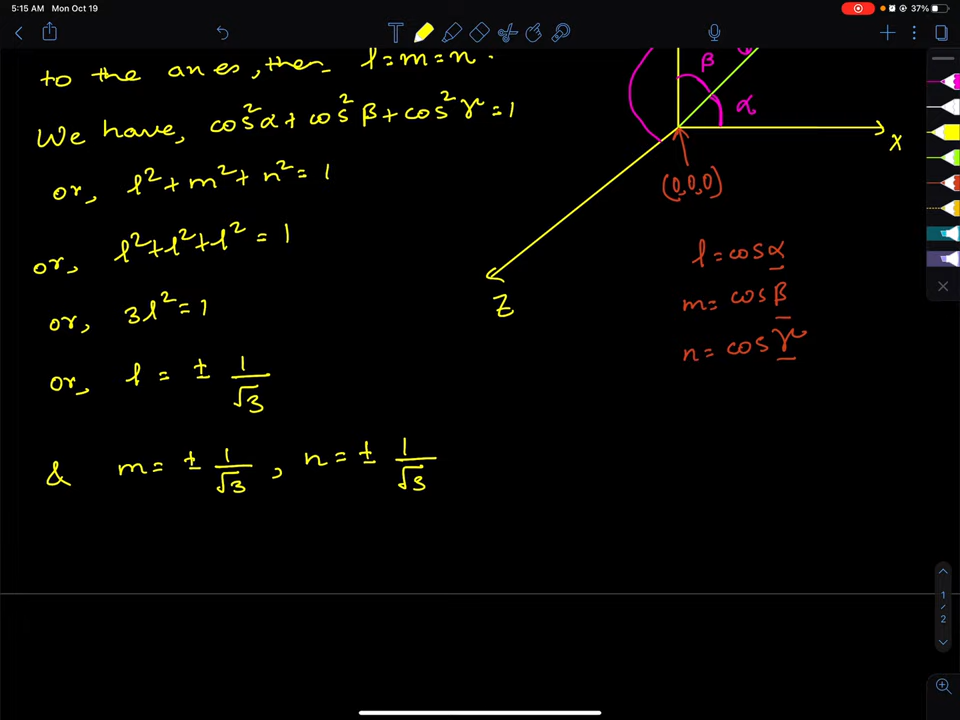 5:15 AM Mon Oct 19
37%
to the axes, then l = m = n.
We have, cos²α + cos²β + cos²γ = 1
or, l² + m² + n² = 1
or, l² + l² + l² = 1
or, 3l² = 1
or, l = ± 1/√3
& m = ± 1/√3, n = ± 1/√3
β
α
X
(0,0,0)
Z
l = cos α
m = cos β
n = cos γ
T
1
/
2